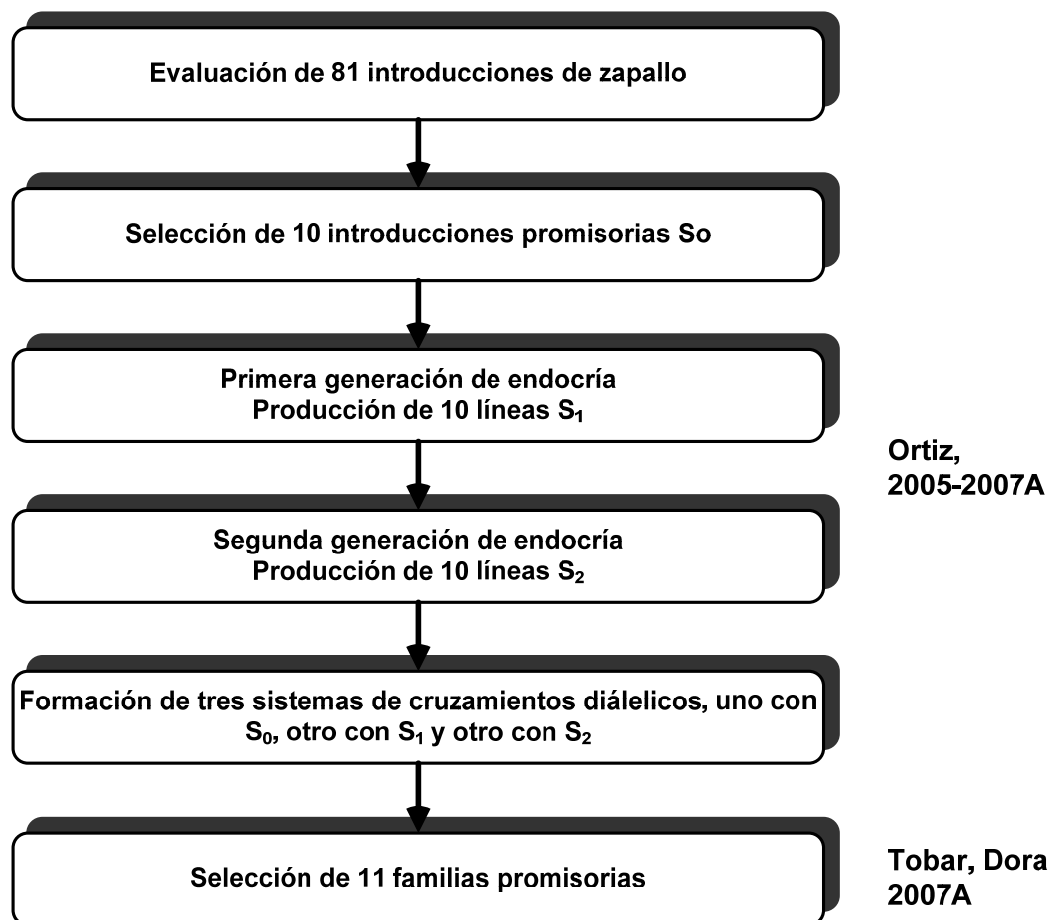 Evaluación de 81 introducciones de zapallo
Selección de 10 introducciones promisorias So
Primera generación de endocría
Producción de 10 líneas S₁
Ortiz,
2005-2007A
Segunda generación de endocría
Producción de 10 líneas S₂
Formación de tres sistemas de cruzamientos diálelicos, uno con
S₀, otro con S₁ y otro con S₂
Selección de 11 familias promisorias
Tobar, Dora
2007A